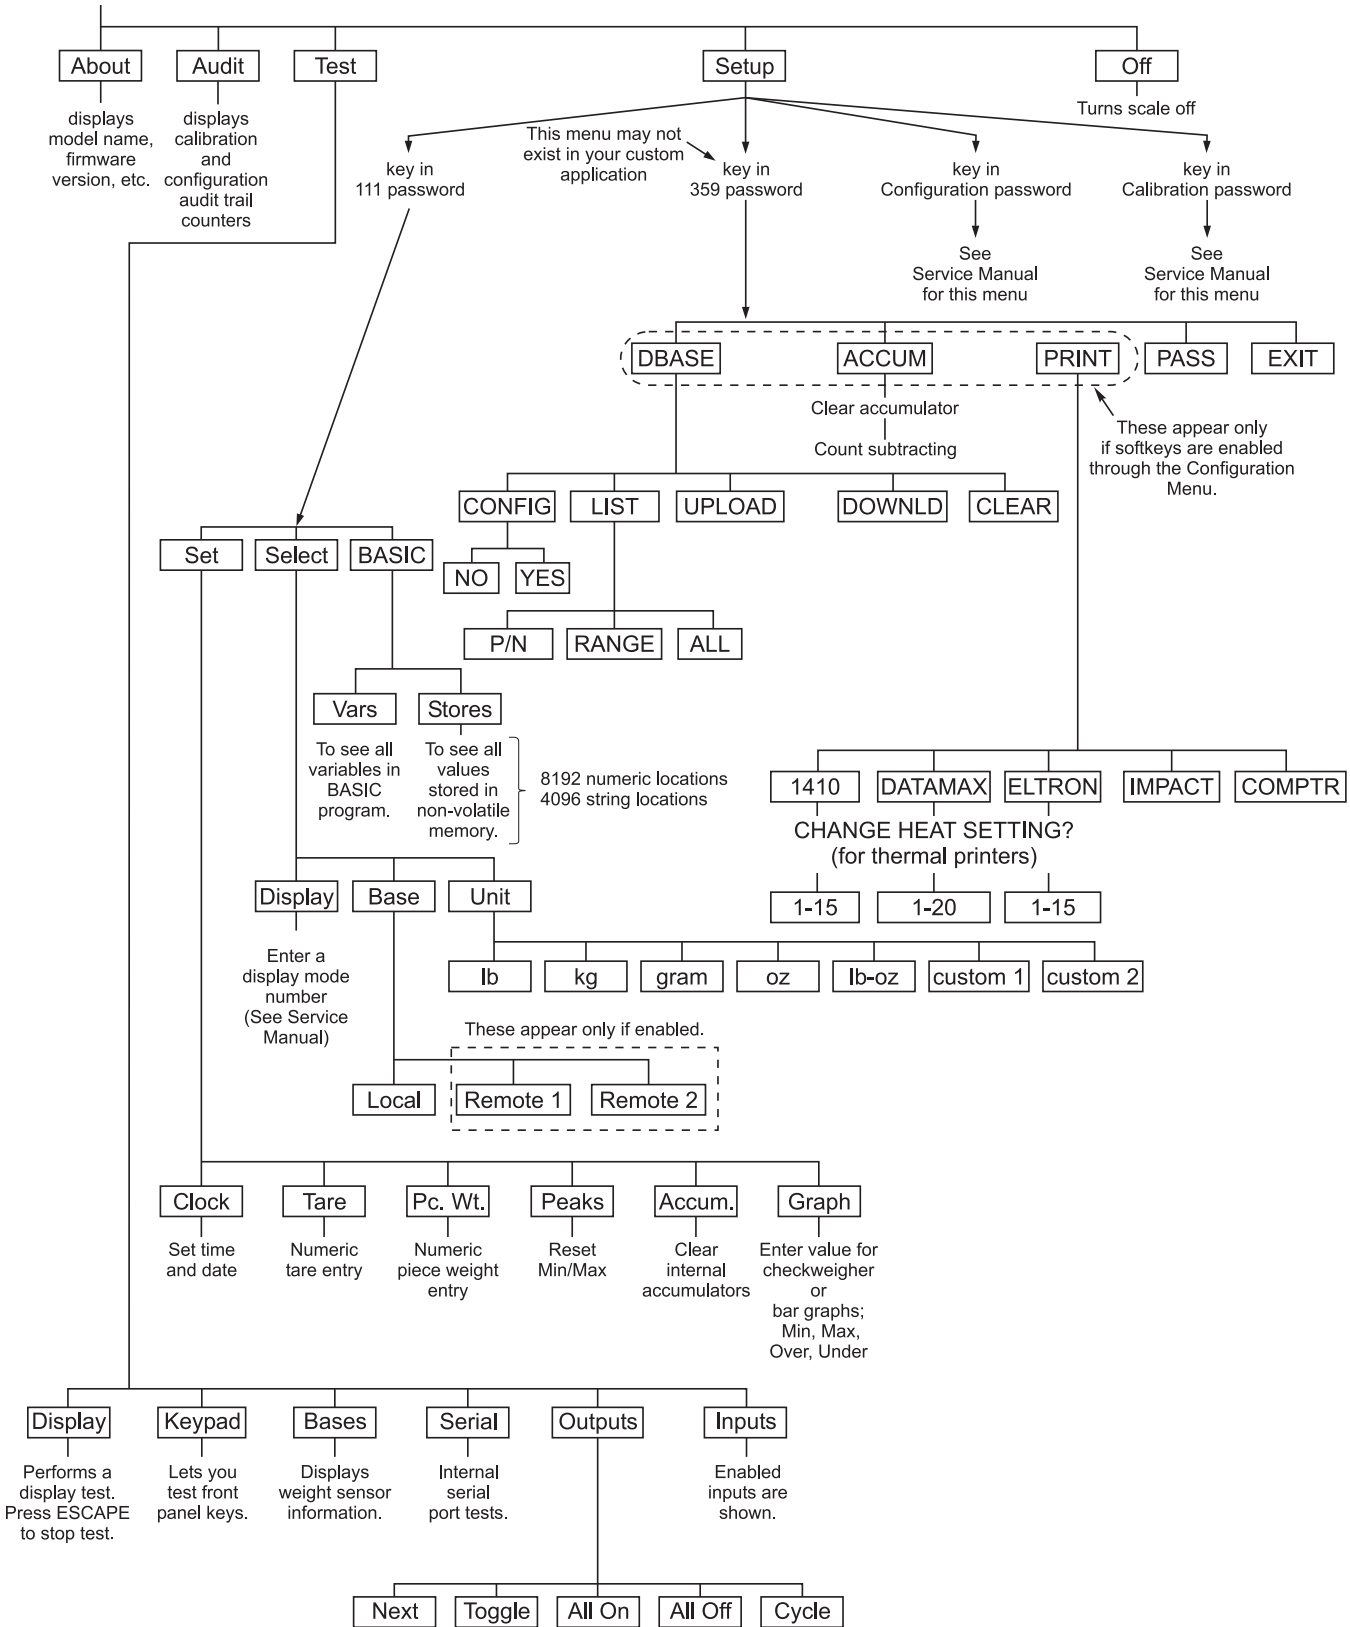 About
Audit
Test
Setup
Off
displays
model name,
firmware
version, etc.
displays
calibration
and
configuration
audit trail
counters
Turns scale off
key in
111 password
This menu may not
exist in your custom
application
key in
359 password
key in
Configuration password
key in
Calibration password
See
Service Manual
for this menu
See
Service Manual
for this menu
DBASE
ACCUM
PRINT
PASS
EXIT
Clear accumulator
Count subtracting
These appear only
if softkeys are enabled
through the Configuration
Menu.
CONFIG
LIST
UPLOAD
DOWNLD
CLEAR
NO
YES
P/N
RANGE
ALL
Set
Select
BASIC
Vars
Stores
To see all
variables in
BASIC
program.
To see all
values
stored in
non-volatile
memory.
8192 numeric locations
4096 string locations
1410
DATAMAX
ELTRON
IMPACT
COMPTR
CHANGE HEAT SETTING?
(for thermal printers)
1-15
1-20
1-15
Display
Base
Unit
Enter a
display mode
number
(See Service
Manual)
lb
kg
gram
oz
lb-oz
custom 1
custom 2
These appear only if enabled.
Local
Remote 1
Remote 2
Clock
Tare
Pc. Wt.
Peaks
Accum.
Graph
Set time
and date
Numeric
tare entry
Numeric
piece weight
entry
Reset
Min/Max
Clear
internal
accumulators
Enter value for
checkweigher
or
bar graphs;
Min, Max,
Over, Under
Display
Keypad
Bases
Serial
Outputs
Inputs
Performs a
display test.
Press ESCAPE
to stop test.
Lets you
test front
panel keys.
Displays
weight sensor
information.
Internal
serial
port tests.
Enabled
inputs are
shown.
Next
Toggle
All On
All Off
Cycle